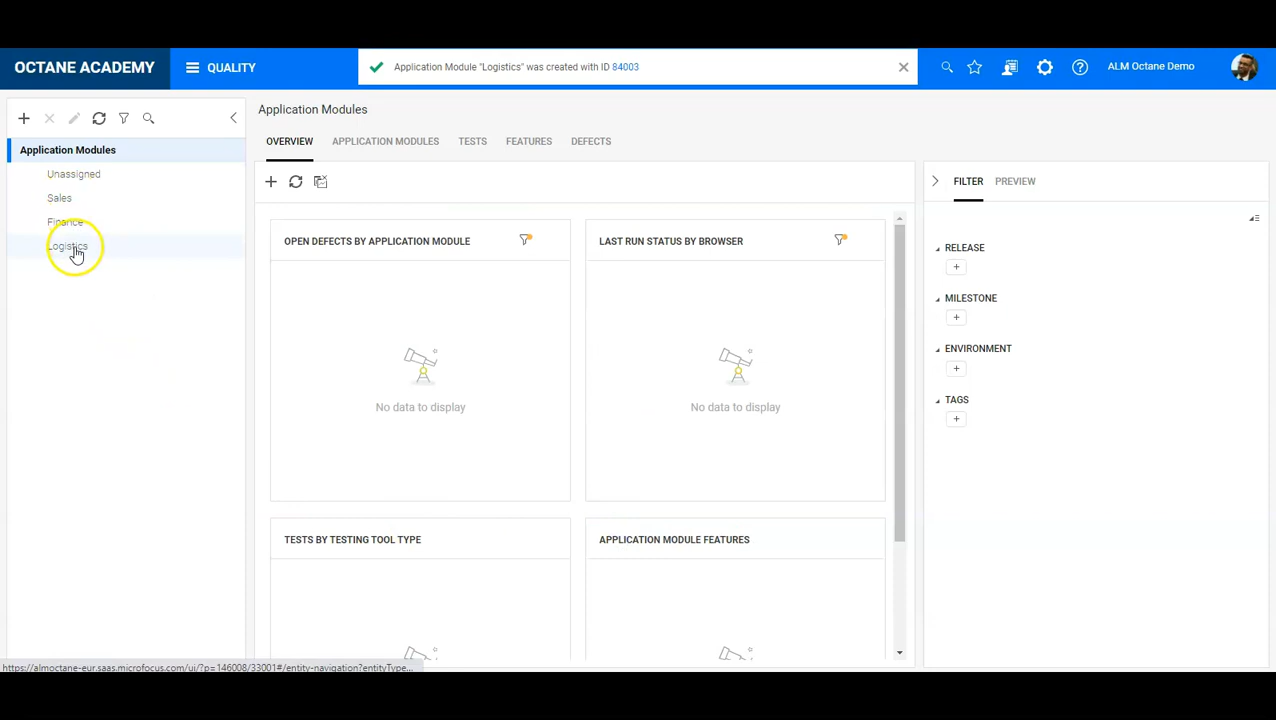 OCTANE ACADEMY
QUALITY
Application Module "Logistics" was created with ID 84003
ALM Octane Demo
Application Modules
Unassigned
Sales
Finance
Logistics
Application Modules
OVERVIEW APPLICATION MODULES TESTS FEATURES DEFECTS
OPEN DEFECTS BY APPLICATION MODULE
No data to display
LAST RUN STATUS BY BROWSER
No data to display
TESTS BY TESTING TOOL TYPE
APPLICATION MODULE FEATURES
FILTER PREVIEW
RELEASE
MILESTONE
ENVIRONMENT
TAGS
https://almoctane-eur.saas.microfocus.com/ui/?p=146008/33001#/entity-navigation?entityType...